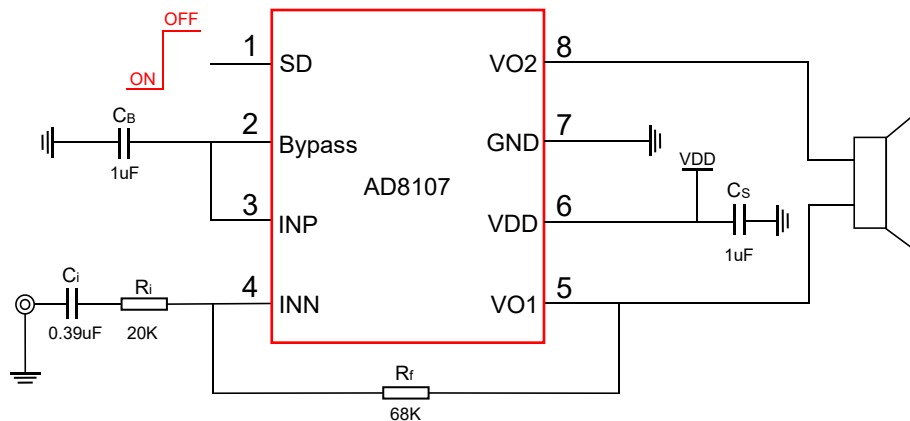 OFF
ON
1
SD
VO2
8
CB
1uF
2
Bypass
GND
7
VDD
AD8107
3
INP
VDD
6
CS
1uF
Ci
0.39uF
Ri
20K
4
INN
VO1
5
Rf
68K